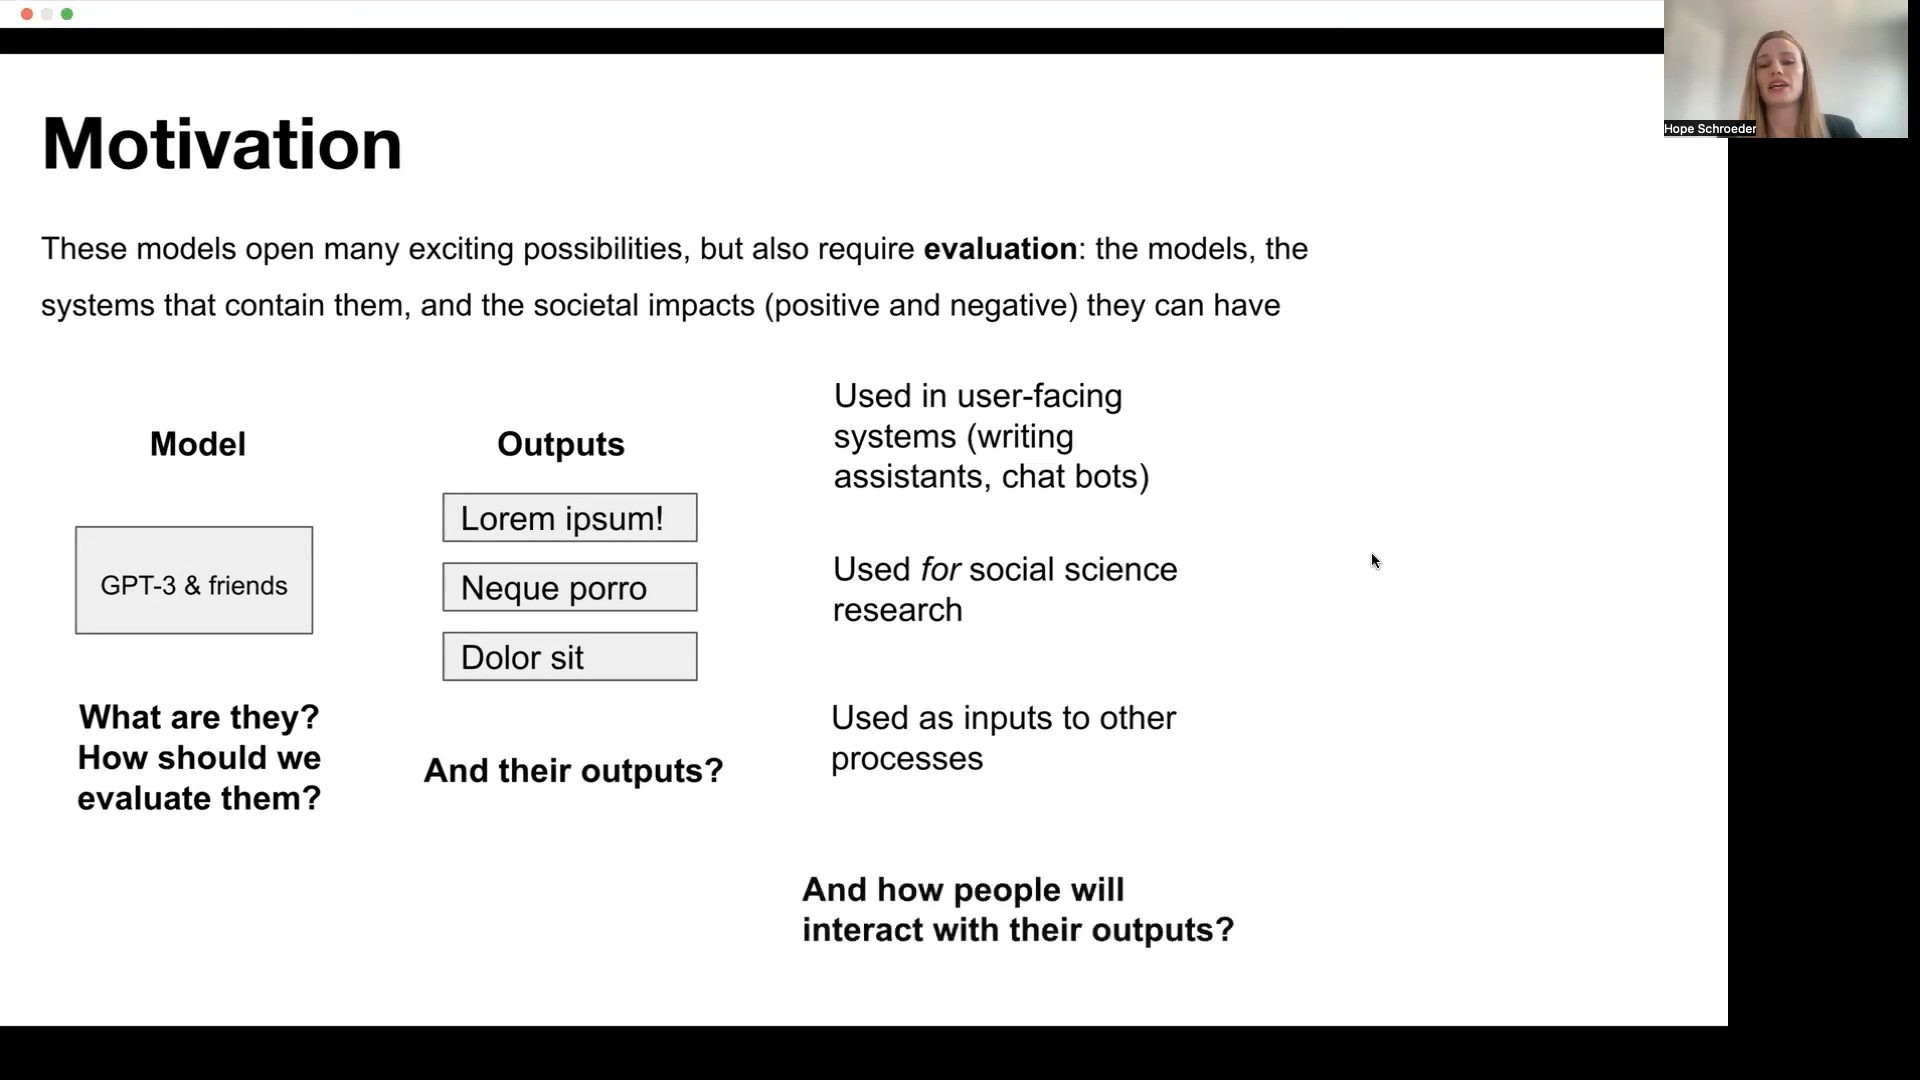 Hope Schroeder
Motivation
These models open many exciting possibilities, but also require evaluation: the models, the
systems that contain them, and the societal impacts (positive and negative) they can have
Model
GPT-3 & friends
What are they?
How should we
evaluate them?
Outputs
Lorem ipsum!
Neque porro
Dolor sit
And their outputs?
Used in user-facing
systems (writing
assistants, chat bots)
Used for social science
research
Used as inputs to other
processes
And how people will
interact with their outputs?